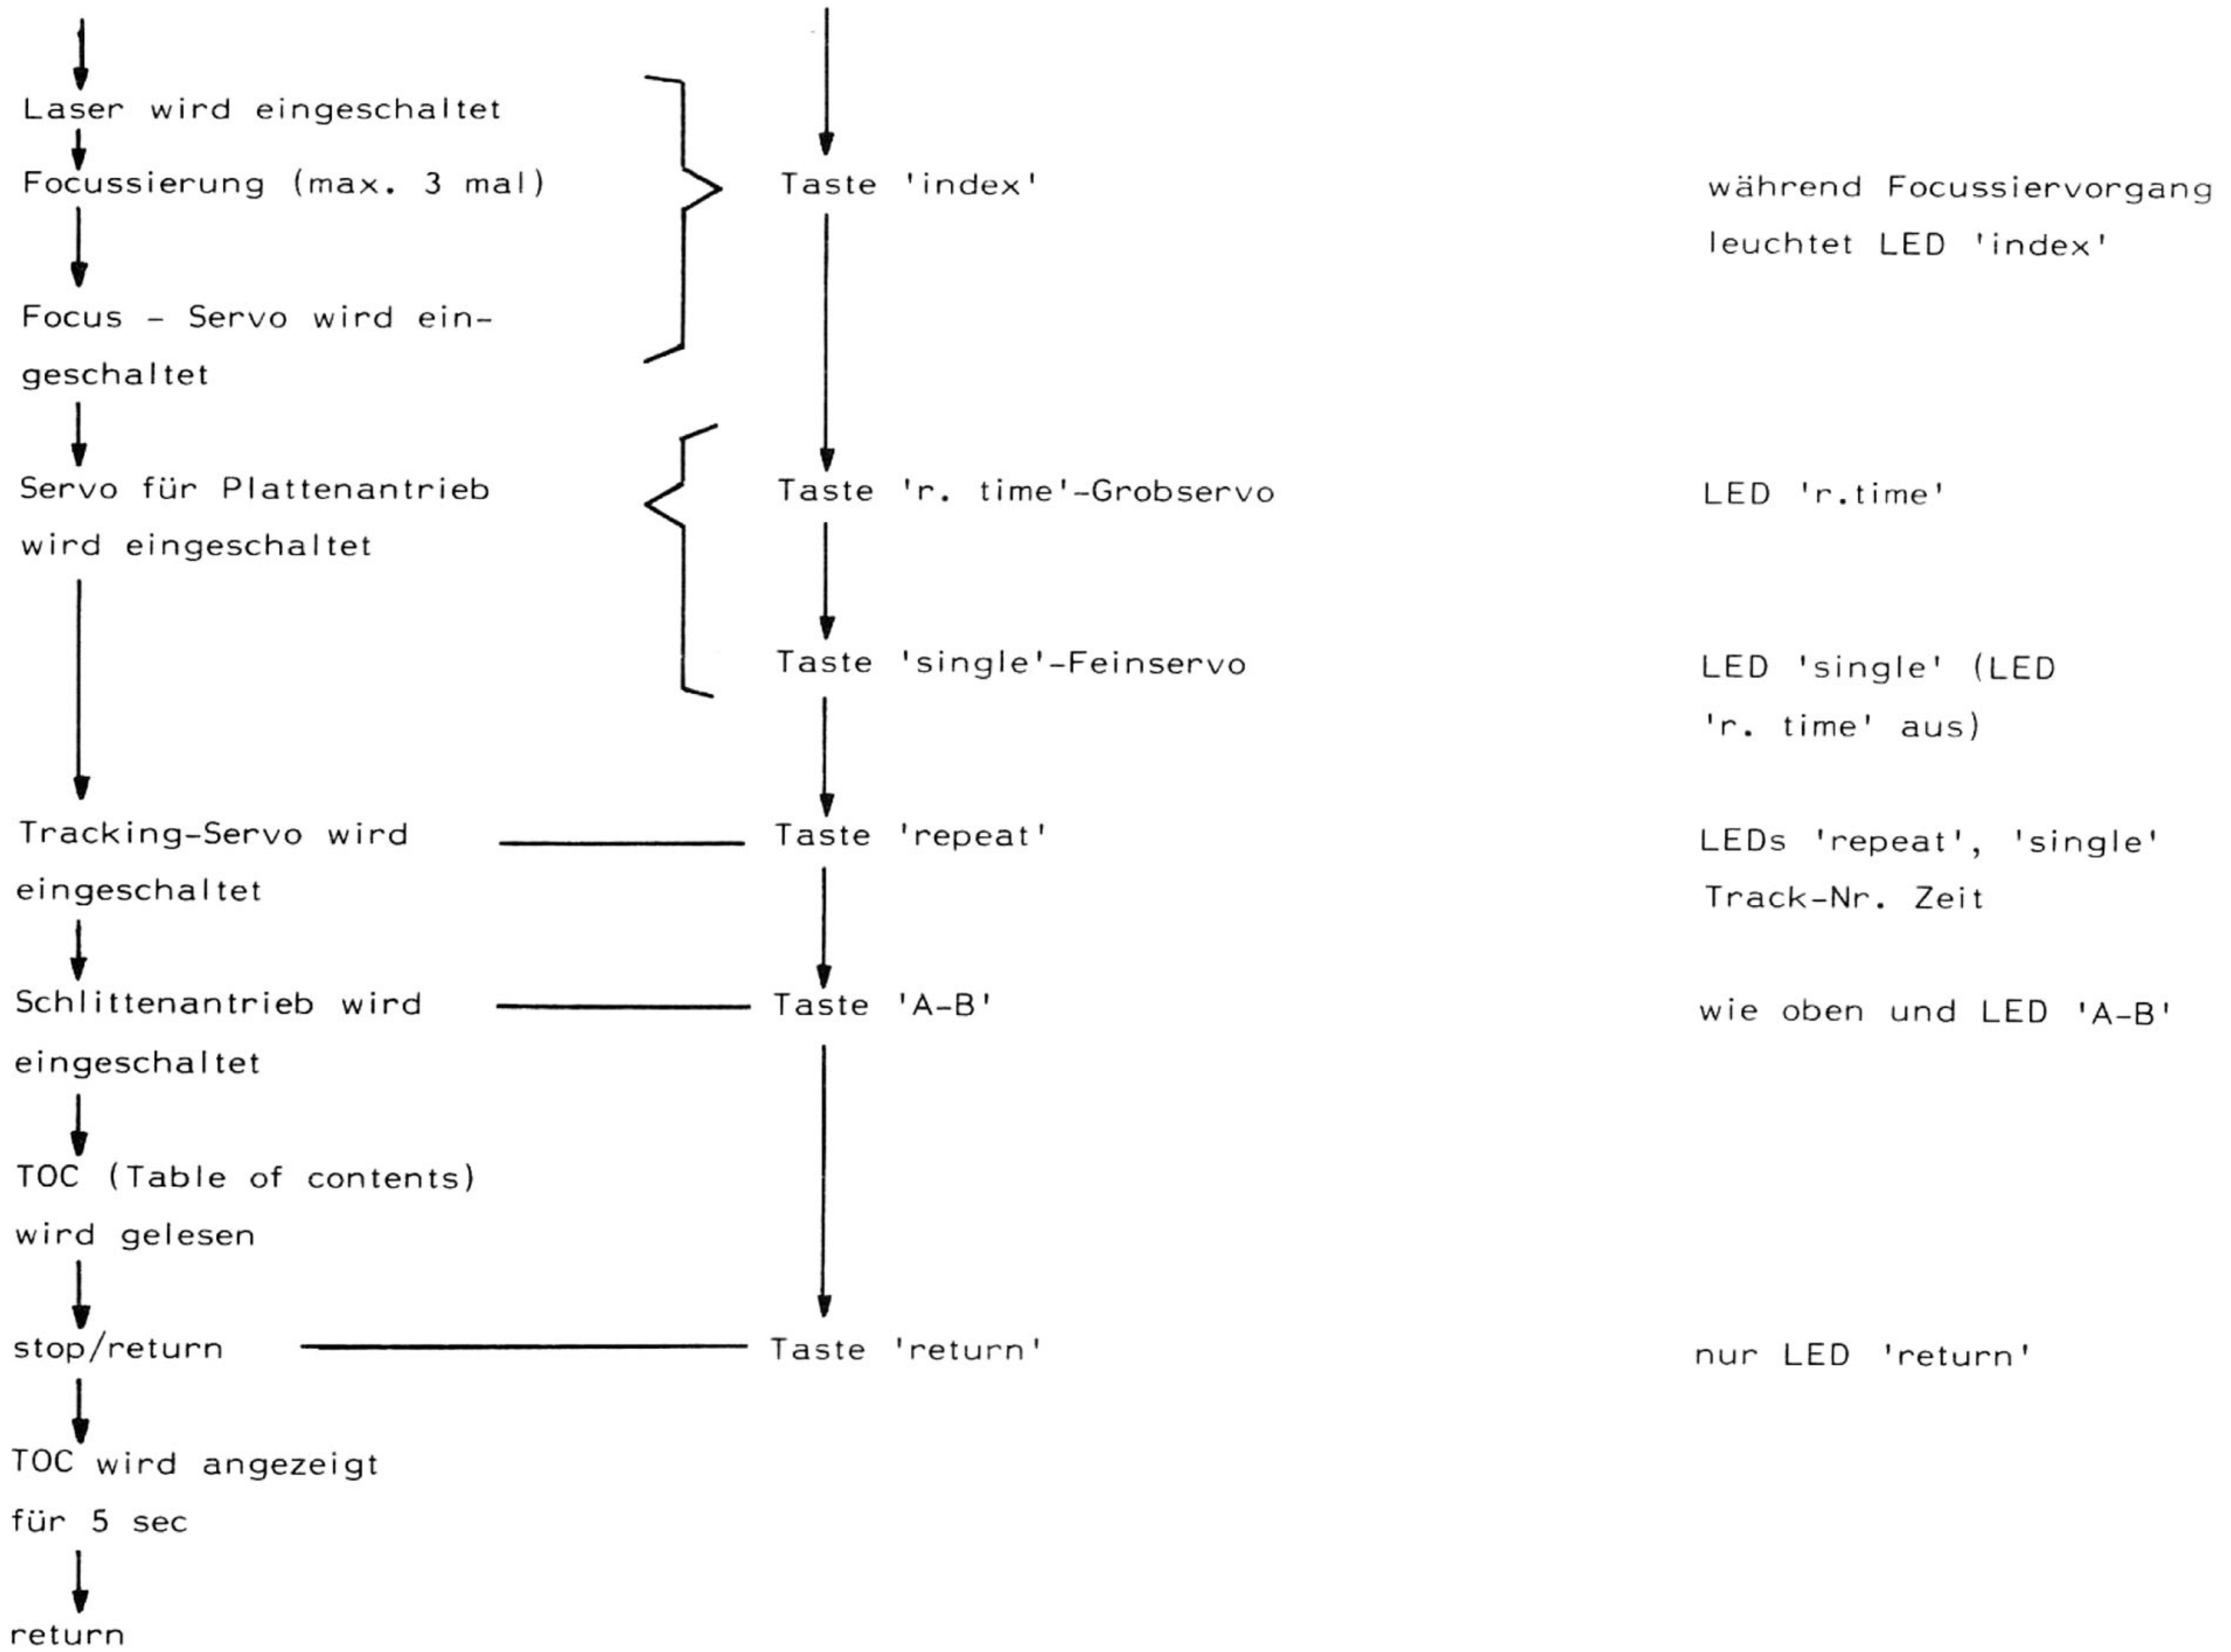 Laser wird eingeschaltet
Focussierung (max. 3 mal)
Taste 'index'
während Focussiervorgang
leuchtet LED 'index'
Focus – Servo wird ein-
geschaltet
Servo für Plattenantrieb
wird eingeschaltet
Taste 'r. time'-Grobservo
LED 'r.time'
Taste 'single'-Feinservo
LED 'single' (LED
'r. time' aus)
Tracking-Servo wird
eingeschaltet
Taste 'repeat'
LEDs 'repeat', 'single'
Track-Nr. Zeit
Schlittenantrieb wird
eingeschaltet
Taste 'A-B'
wie oben und LED 'A-B'
TOC (Table of contents)
wird gelesen
stop/return
Taste 'return'
nur LED 'return'
TOC wird angezeigt
für 5 sec
return